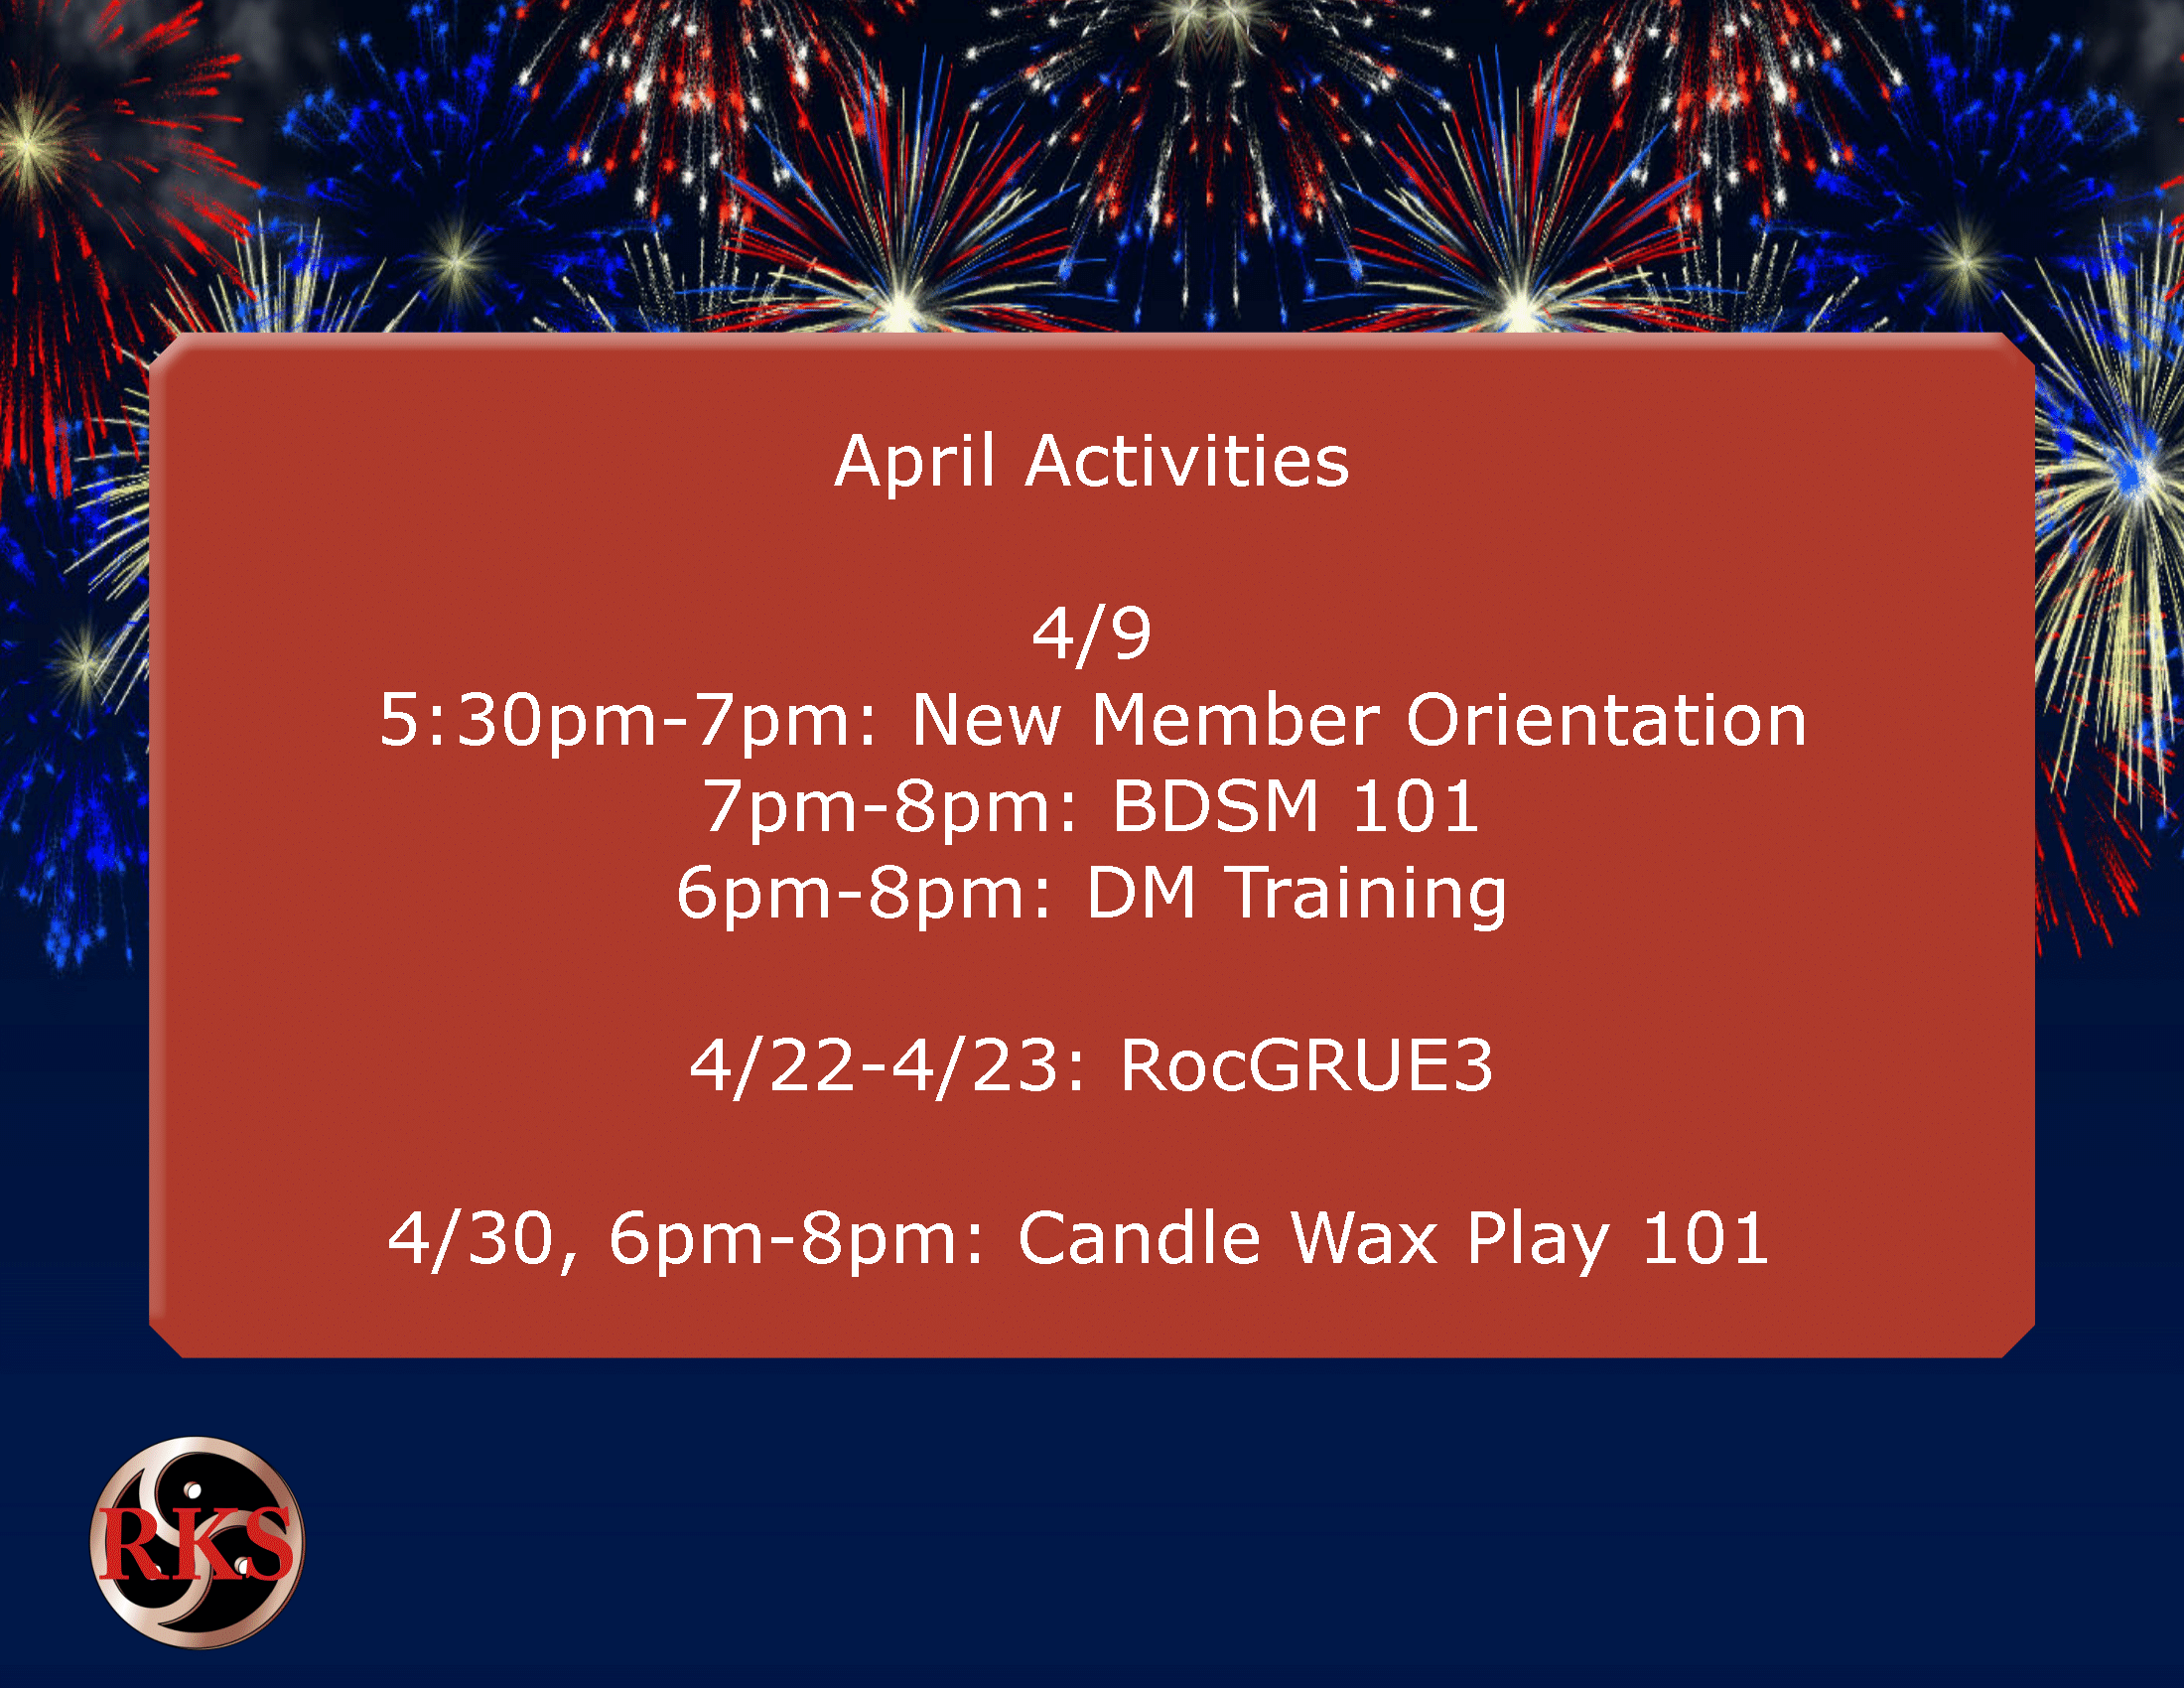 April Activities
4/9
5:30pm-7pm: New Member Orientation
7pm-8pm: BDSM 101
6pm-8pm: DM Training
4/22-4/23: RocGRUE3
4/30, 6pm-8pm: Candle Wax Play 101
RKS